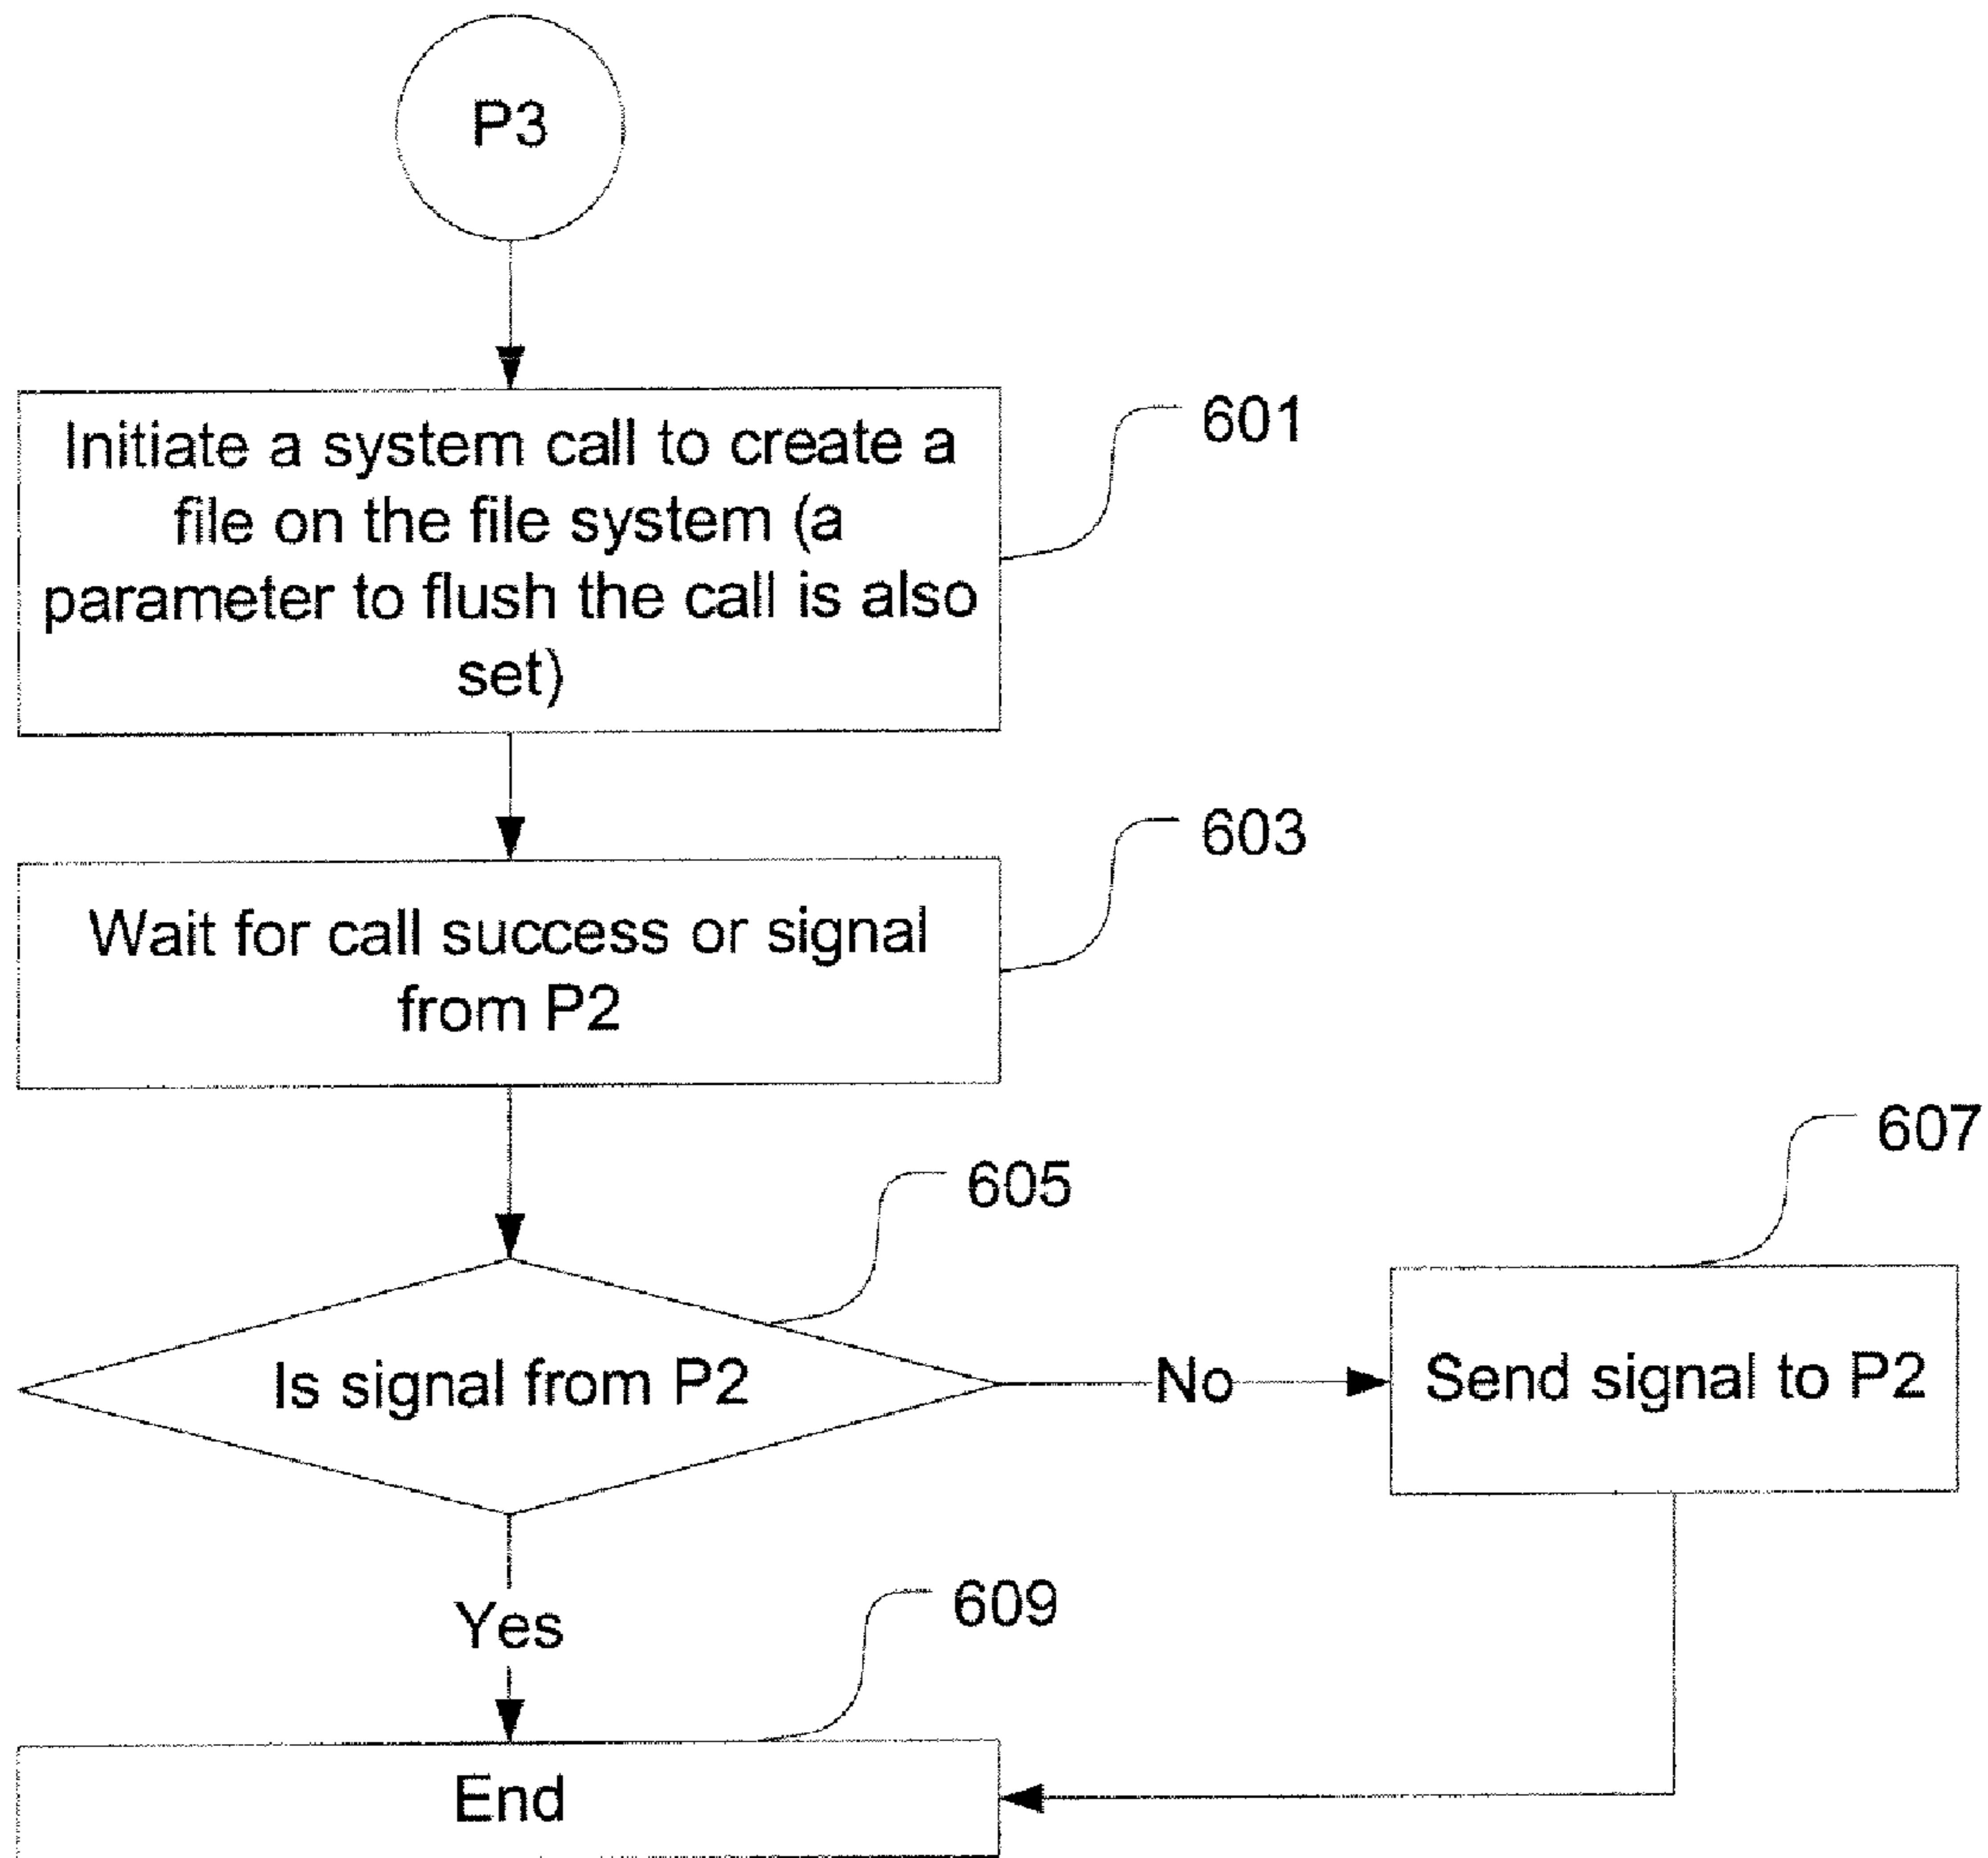 P3
Initiate a system call to create a
file on the file system (a
parameter to flush the call is also
set)
601
Wait for call success or signal
from P2
603
Is signal from P2
605
No
Send signal to P2
607
Yes
End
609